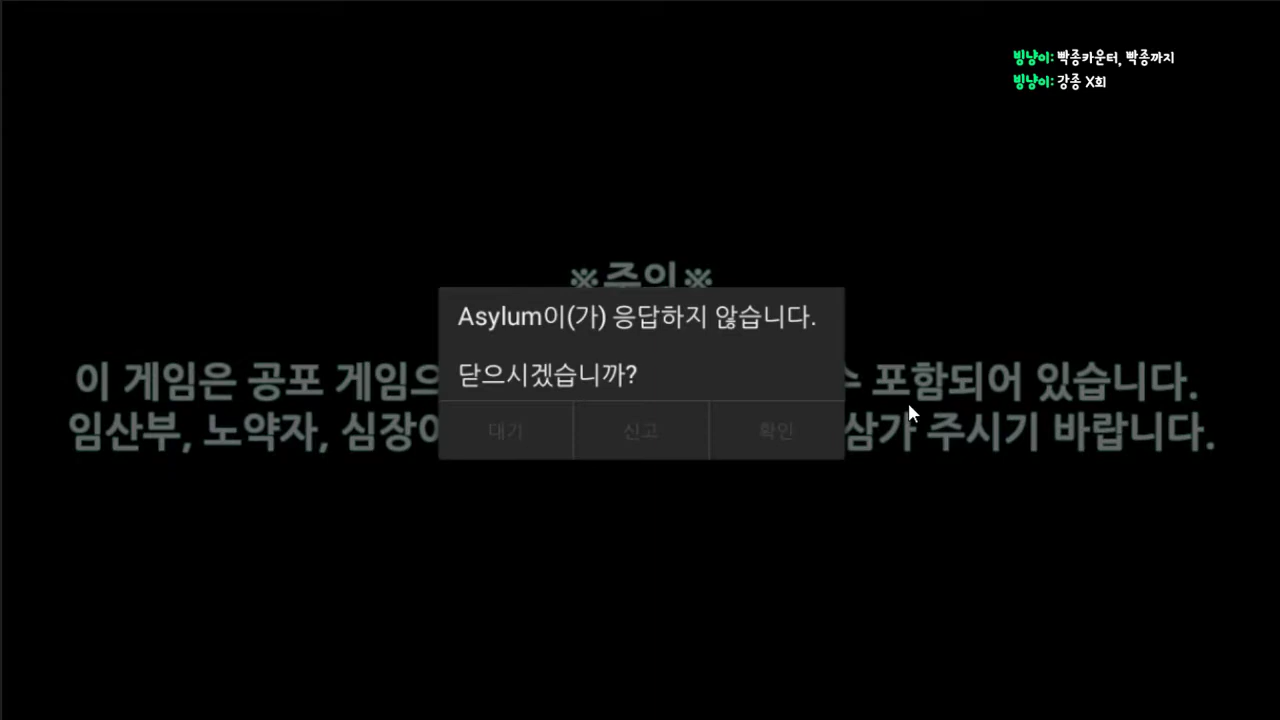 빙냥이: 빡종카운터, 빡종까지
빙냥이: 강종 X회
※주의※
Asylum이(가) 응답하지 않습니다.
닫으시겠습니까?
이 게임은 공포 게임으 포함되어 있습니다.
임산부, 노약자, 심장이 삼가 주시기 바랍니다.
대기 신고 확인